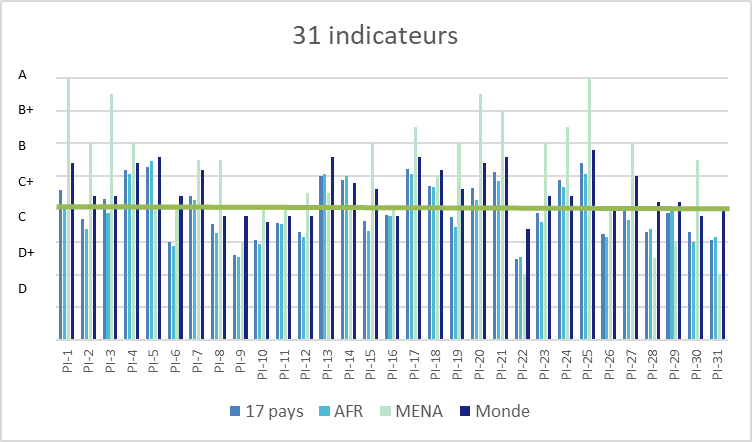 31 indicateurs
A
B+
B
C+
C
D+
D
PI-1
PI-2
PI-3
PI-4
PI-5
PI-6
PI-7
PI-8
PI-9
PI-10
PI-11
PI-12
PI-13
PI-14
PI-15
PI-16
PI-17
PI-18
PI-19
PI-20
PI-21
PI-22
PI-23
PI-24
PI-25
PI-26
PI-27
PI-28
PI-29
PI-30
PI-31
17 pays AFR MENA Monde